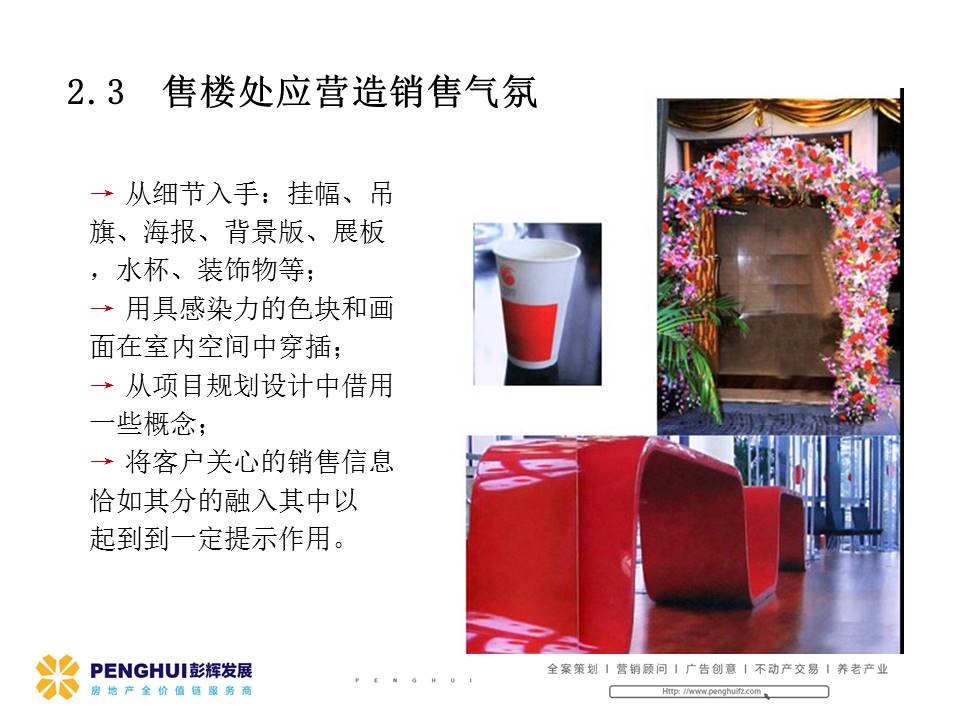 2.3 售楼处应营造销售气氛
→ 从细节入手：挂幅、吊
旗、海报、背景版、展板
，水杯、装饰物等；
→ 用具感染力的色块和画
面在室内空间中穿插；
→ 从项目规划设计中借用
一些概念；
→ 将客户关心的销售信息
恰如其分的融入其中以
起到到一定提示作用。
PENGHUI彭辉发展
房地产全价值链服务商
PENGHUI
全案策划 | 营销顾问 | 广告创意 | 不动产交易 | 养老产业
Http: //www.penghuifz.com